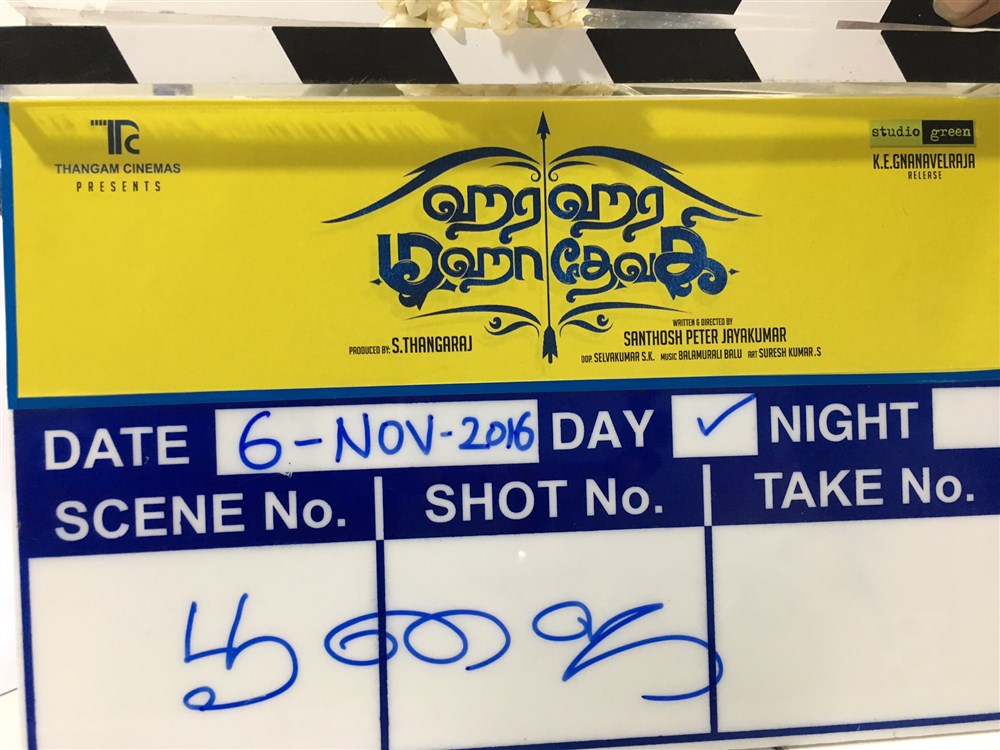 TC
THANGAM CINEMAS
PRESENTS
studio green
K.E.GNANAVELRAJA
RELEASE
ஹர ஹர
மஹாதேவகி
PRODUCED BY: S.THANGARAJ
WRITTEN & DIRECTED BY
SANTHOSH PETER JAYAKUMAR
DOP. SELVAKUMAR S.K. MUSIC BALAMURALI BALU ART SURESH KUMAR.S
DATE 6-NOV-2016 DAY ✓ NIGHT
SCENE No. SHOT No. TAKE No.
பூஜை